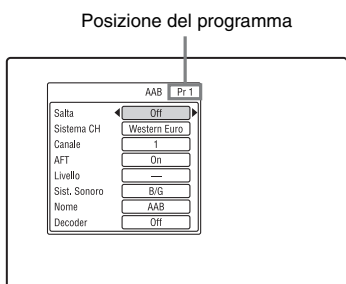 Posizione del programma
AAB Pr 1
Salta Off
Sistema CH Western Euro
Canale 1
AFT On
Livello —
Sist. Sonoro B/G
Nome AAB
Decoder Off